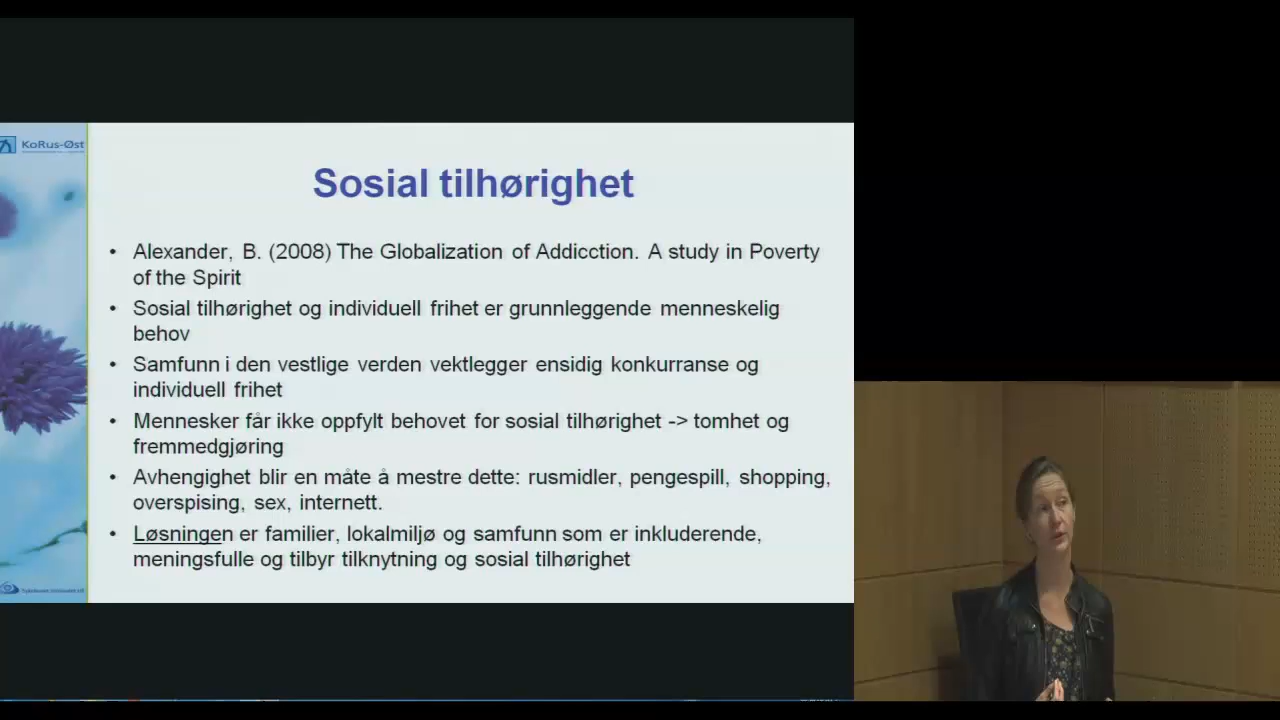 KoRus-Øst
Sosial tilhørighet
• Alexander, B. (2008) The Globalization of Addicction. A study in Poverty
of the Spirit
• Sosial tilhørighet og individuell frihet er grunnleggende menneskelig
behov
• Samfunn i den vestlige verden vektlegger ensidig konkurranse og
individuell frihet
• Mennesker får ikke oppfylt behovet for sosial tilhørighet -> tomhet og
fremmedgjøring
• Avhengighet blir en måte å mestre dette: rusmidler, pengespill, shopping,
overspising, sex, internett.
• Løsningen er familier, lokalmiljø og samfunn som er inkluderende,
meningsfulle og tilbyr tilknytning og sosial tilhørighet